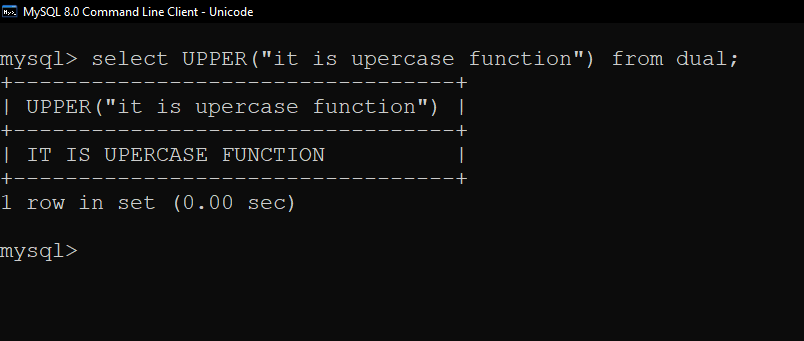 MySQL 8.0 Command Line Client - Unicode
mysql> select UPPER("it is upercase function") from dual;
+----------------------------------+
| UPPER("it is upercase function") |
+----------------------------------+
| IT IS UPERCASE FUNCTION          |
+----------------------------------+
1 row in set (0.00 sec)
mysql>